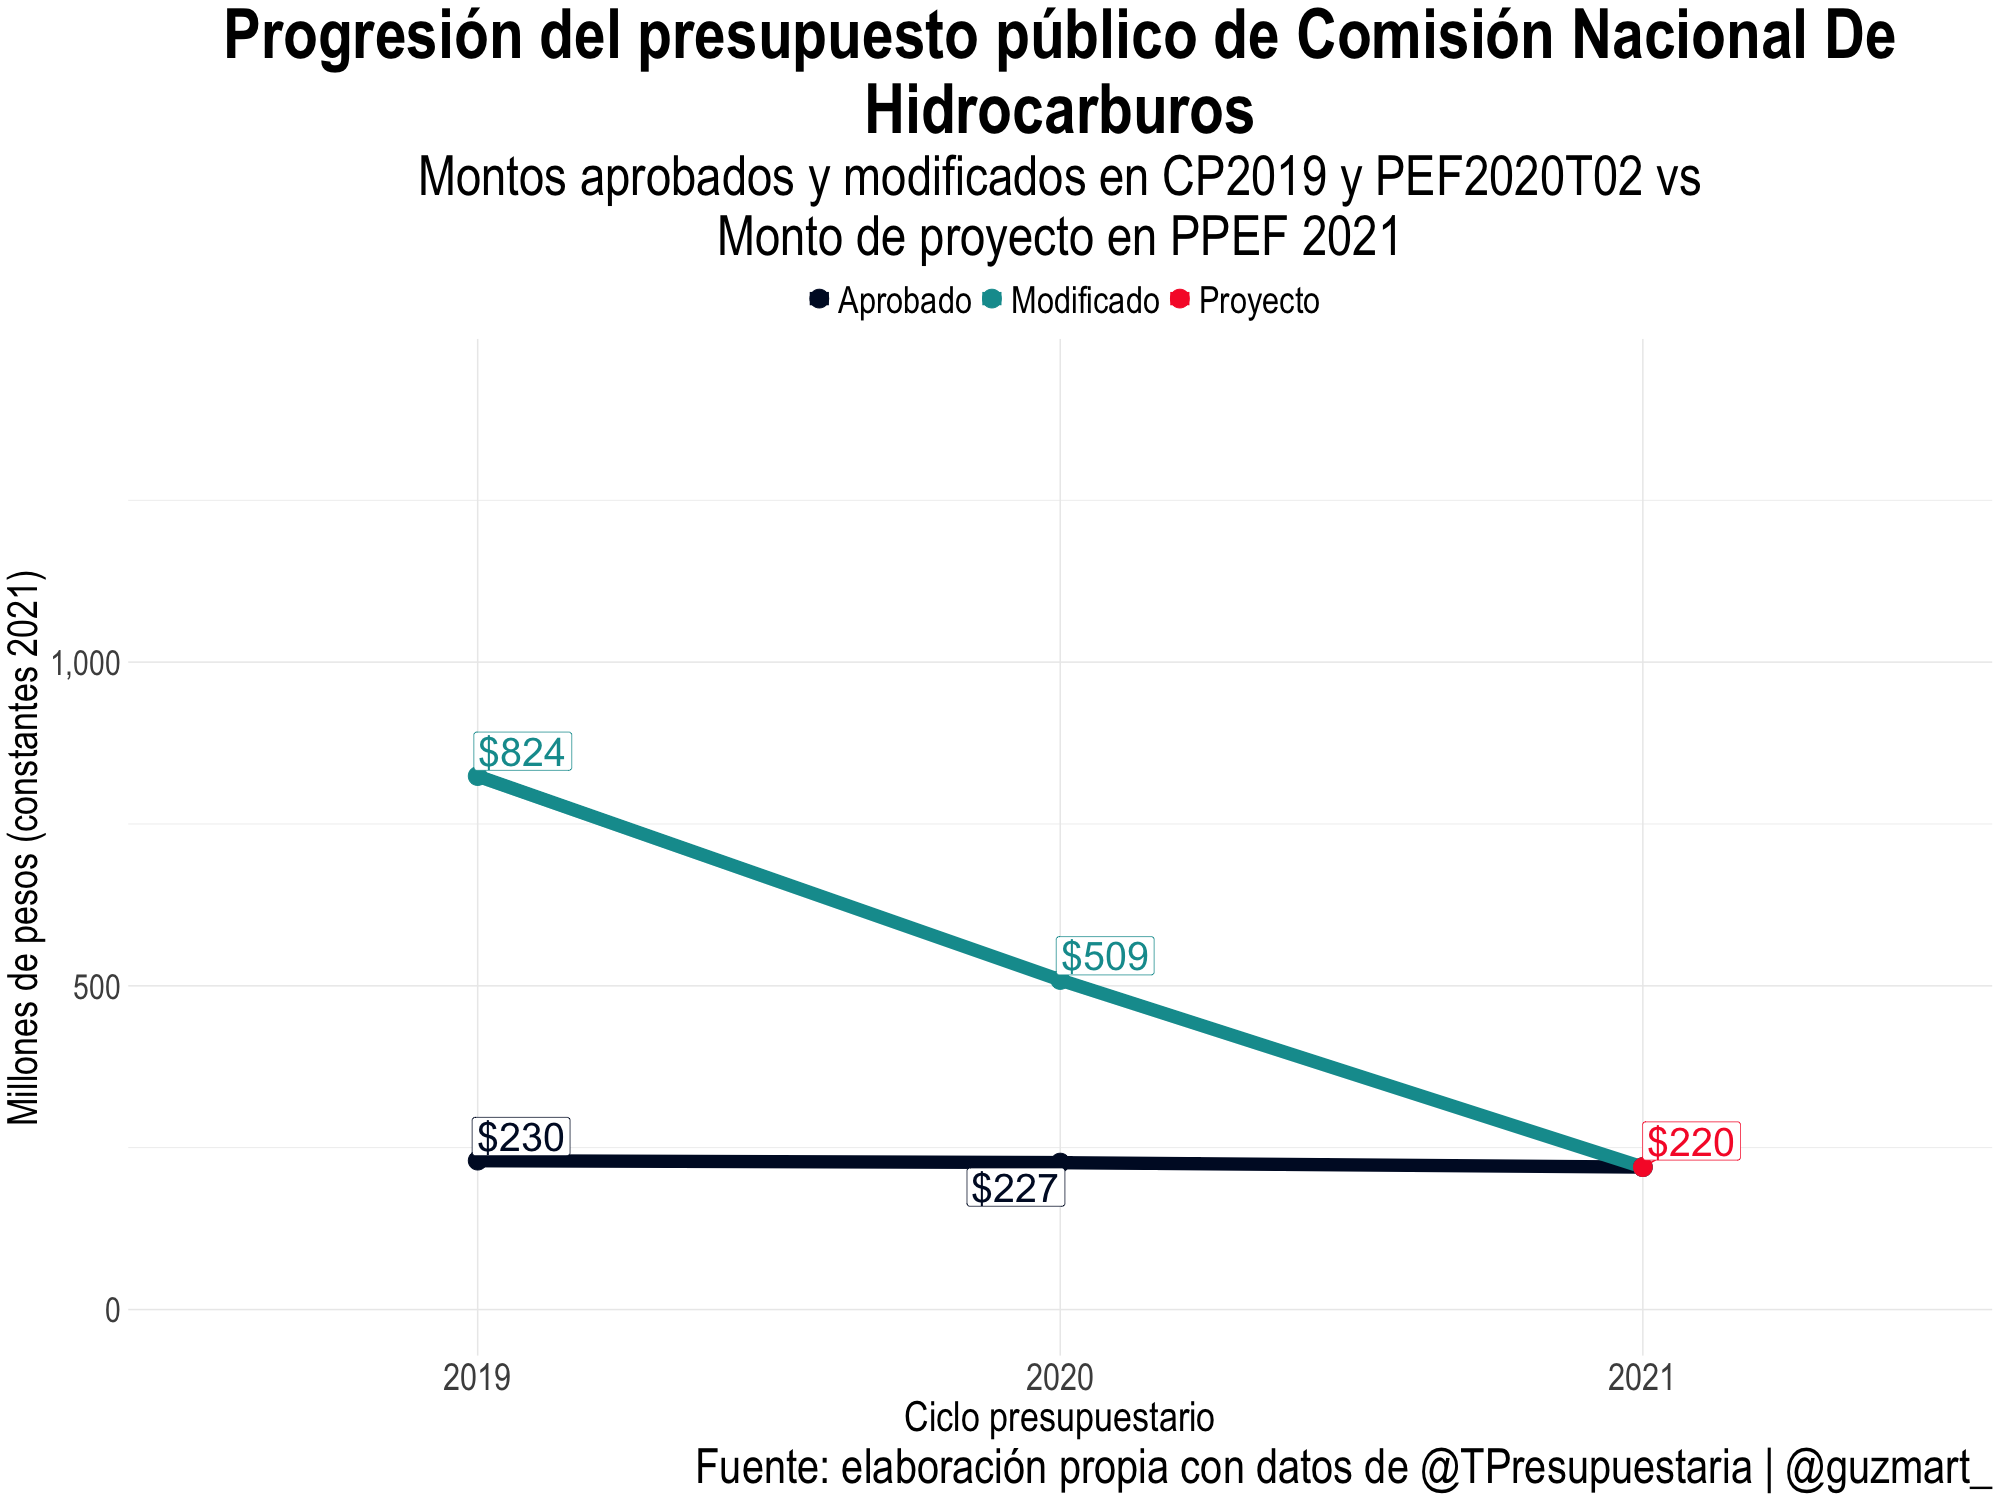 Progresión del presupuesto público de Comisión Nacional De
Hidrocarburos
Montos aprobados y modificados en CP2019 y PEF2020T02 vs
Monto de proyecto en PPEF 2021
Aprobado Modificado Proyecto
Millones de pesos (constantes 2021)
1,000
500
0
$824
$509
$230
$227
$220
2019 2020 2021
Ciclo presupuestario
Fuente: elaboración propia con datos de @TPresupuestaria | @guzmart_